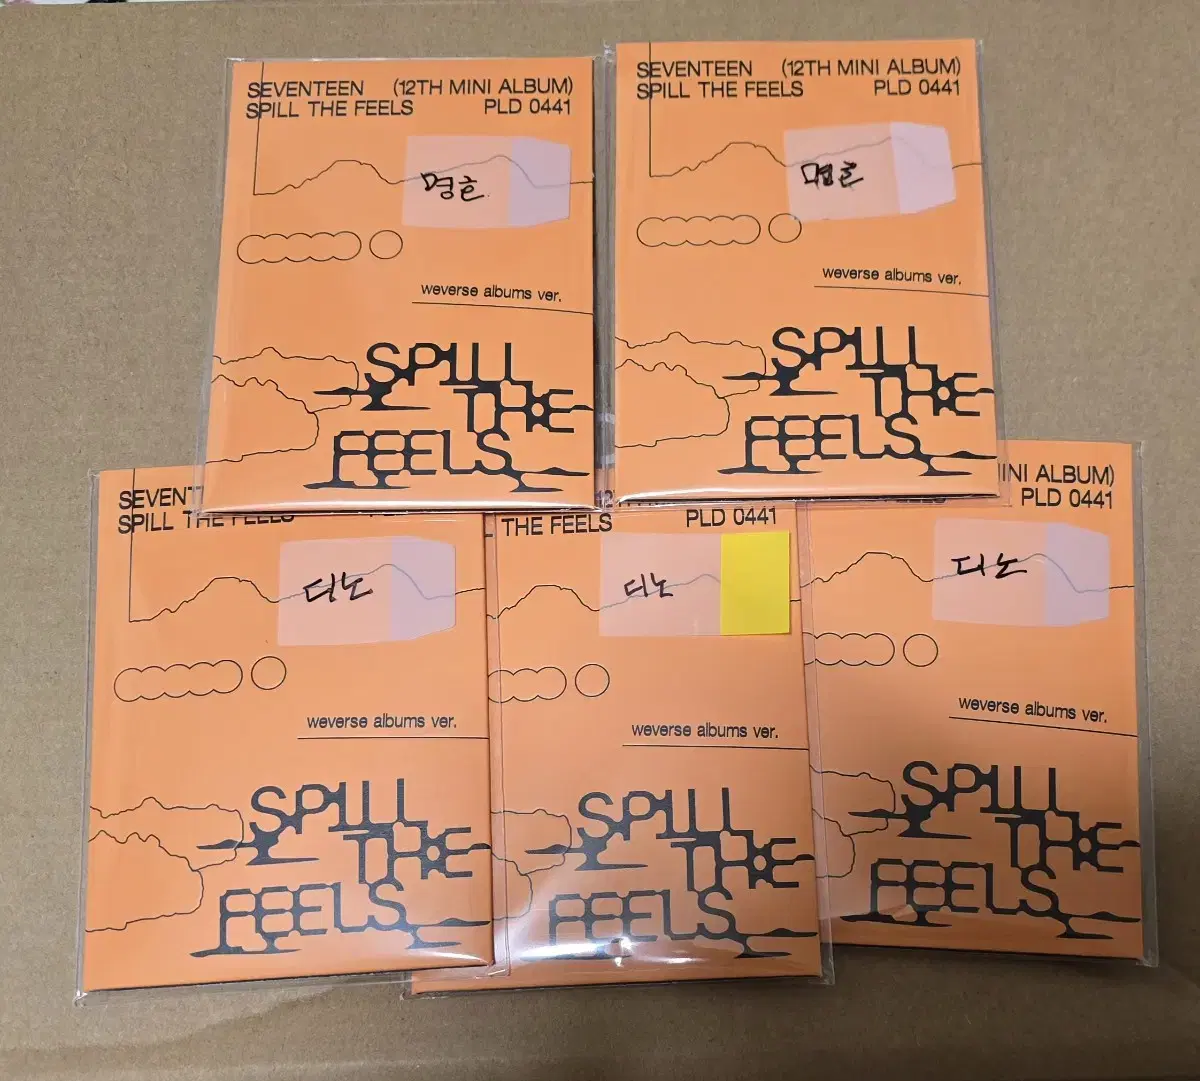 SEVENTEEN (12TH MINI ALBUM)
SPILL THE FEELS PLD 0441
명호
weverse albums ver.
SPILL
THE
FEELS
SEVENTEEN (12TH MINI ALBUM)
SPILL THE FEELS PLD 0441
명호
weverse albums ver.
SPILL
THE
FEELS
SEVENT
SPILL THE FEELS
디노
weverse albums ver.
SPILL
THE
FEELS
THE FEELS PLD 0441
디노
weverse albums ver.
SPILL
THE
FEELS
INI ALBUM)
PLD 0441
디노
weverse albums ver.
SPILL
THE
FEELS